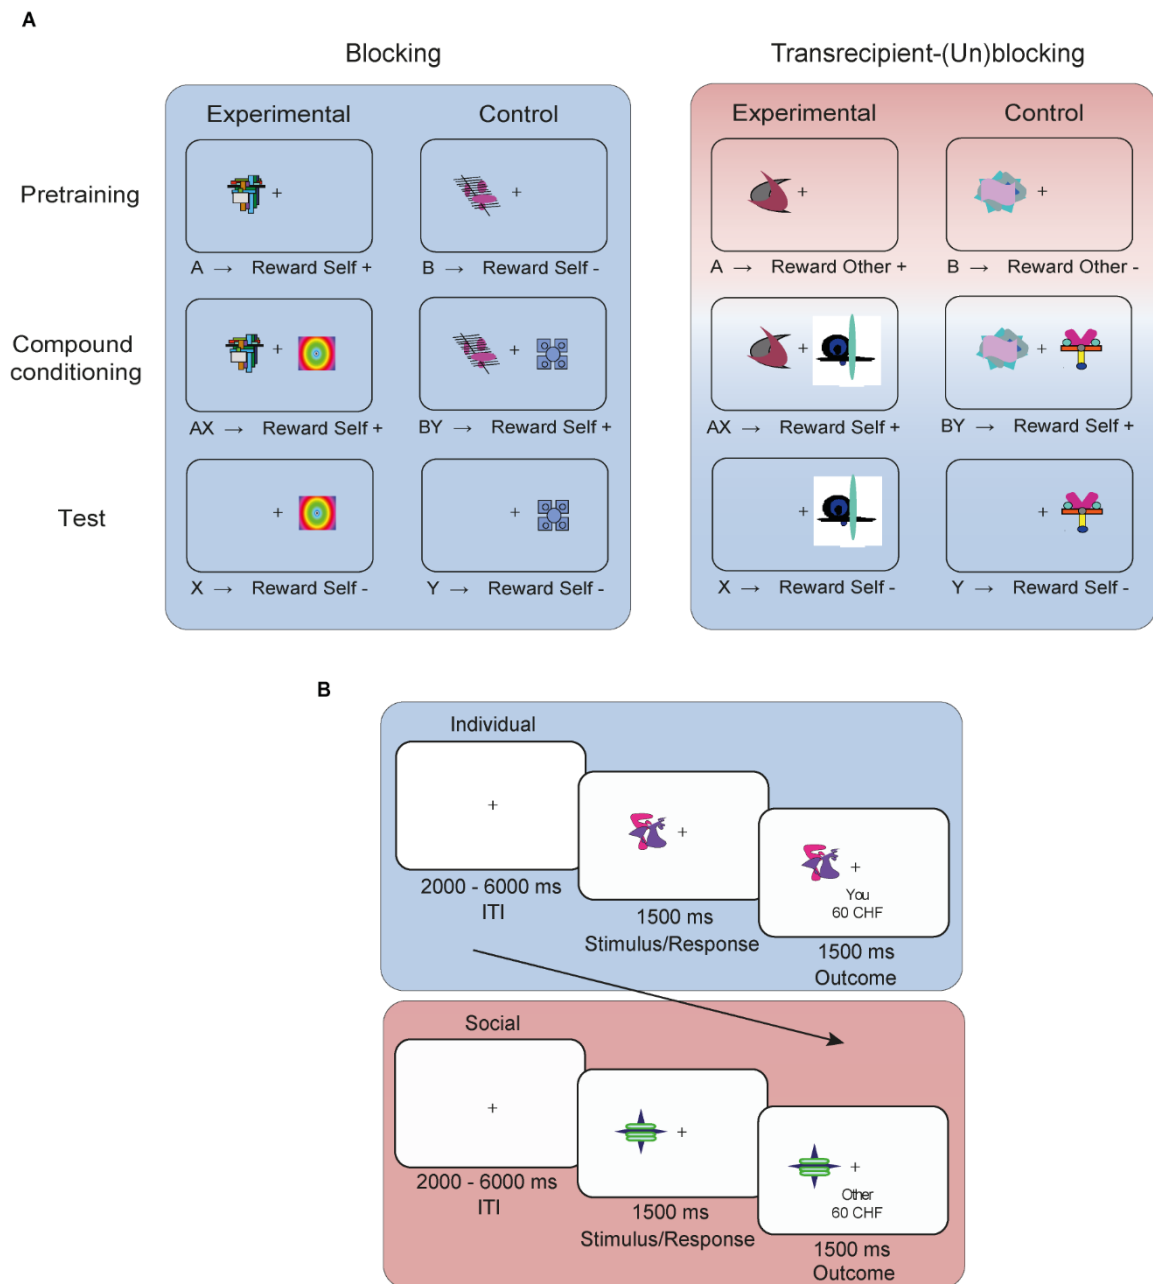 A
Blocking
Transrecipient-(Un)blocking
Experimental
Control
Experimental
Control
Pretraining
+
+
+
+
A → Reward Self +
B → Reward Self -
A → Reward Other +
B → Reward Other -
Compound
conditioning
+
+
+
+
AX → Reward Self +
BY → Reward Self +
AX → Reward Self +
BY → Reward Self +
Test
+
+
+
+
X → Reward Self -
Y → Reward Self -
X → Reward Self -
Y → Reward Self -
B
Individual
+
2000 - 6000 ms
ITI
+
1500 ms
Stimulus/Response
+
You
60 CHF
1500 ms
Outcome
Social
+
2000 - 6000 ms
ITI
+
1500 ms
Stimulus/Response
+
Other
60 CHF
1500 ms
Outcome